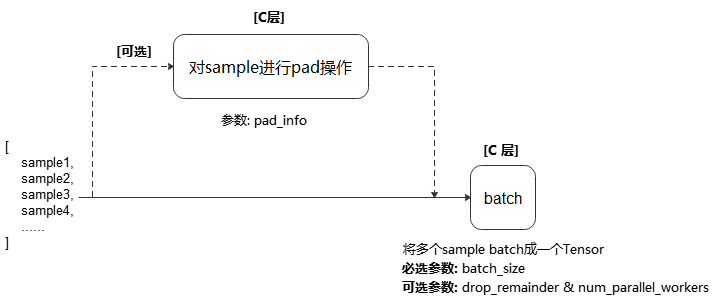 [C层]
[可选]
对sample进行pad操作
参数: pad_info
[
sample1,
sample2,
sample3,
sample4,
......
]
[C 层]
batch
将多个sample batch成一个Tensor
必选参数: batch_size
可选参数: drop_remainder & num_parallel_workers